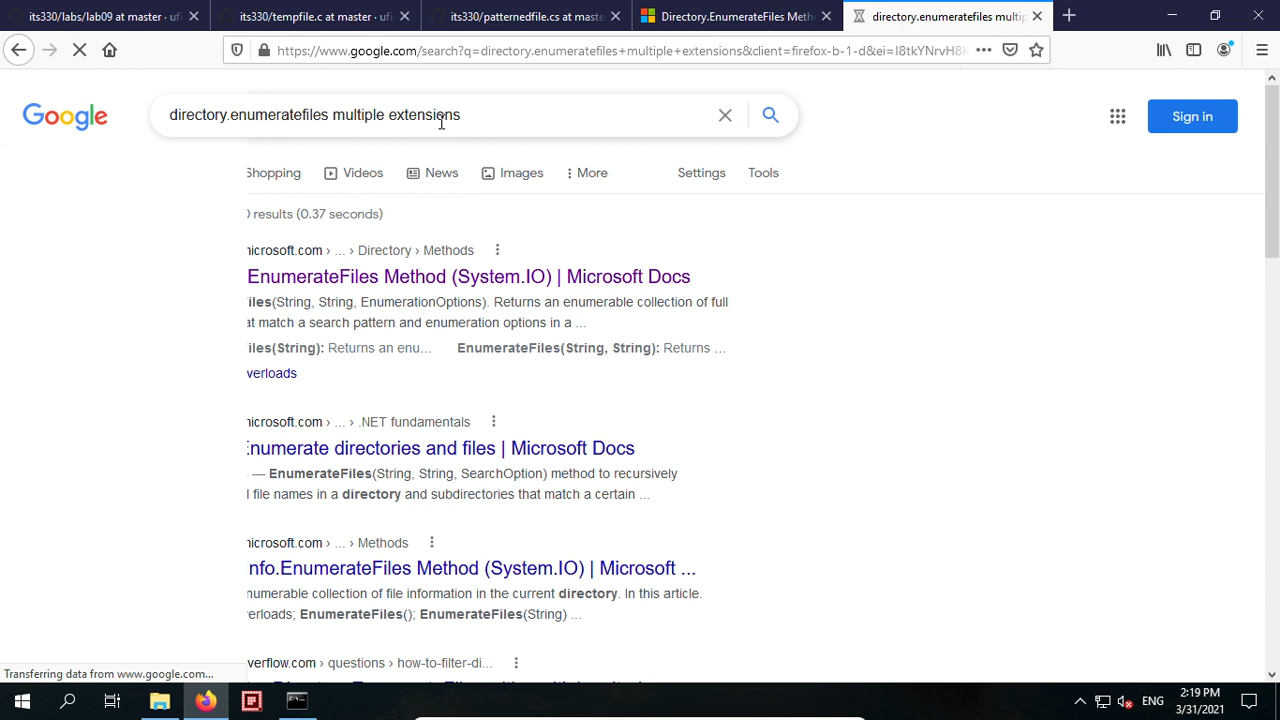 its330/labs/lab09 at master · ufi
its330/tempfile.c at master · ufi
its330/patternedfile.cs at maste
Directory.EnumerateFiles Meth
directory.enumeratefiles multip
https://www.google.com/search?q=directory.enumeratefiles+multiple+extensions&client=firefox-b-1-d&ei=I8tkYNrvH8
Google
directory.enumeratefiles multiple extensions
Sign in
Shopping
Videos
News
Images
More
Settings
Tools
0 results (0.37 seconds)
microsoft.com › ... › Directory › Methods
EnumerateFiles Method (System.IO) | Microsoft Docs
iles(String, String, EnumerationOptions). Returns an enumerable collection of full
at match a search pattern and enumeration options in a ...
iles(String): Returns an enu... EnumerateFiles(String, String): Returns ...
verloads
microsoft.com › ... › .NET fundamentals
Enumerate directories and files | Microsoft Docs
— EnumerateFiles(String, String, SearchOption) method to recursively
l file names in a directory and subdirectories that match a certain ...
microsoft.com › ... › Methods
nfo.EnumerateFiles Method (System.IO) | Microsoft ...
numerable collection of file information in the current directory. In this article.
erloads; EnumerateFiles(); EnumerateFiles(String) ...
verflow.com › questions › how-to-filter-di...
Transferring data from www.google.com...
ENG
2:19 PM
3/31/2021